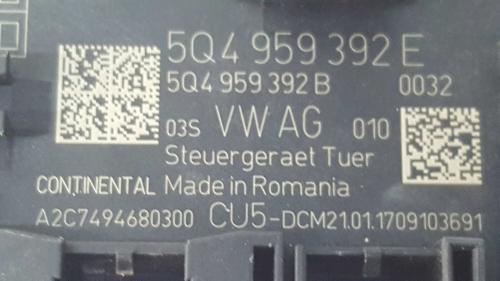 5Q4 959 392 E
5Q4 959 392 B 0032
03S VW AG 010
Steuergeraet Tuer
CONTINENTAL Made in Romania
A2C7494680300 CU5-DCM21.01.1709103691